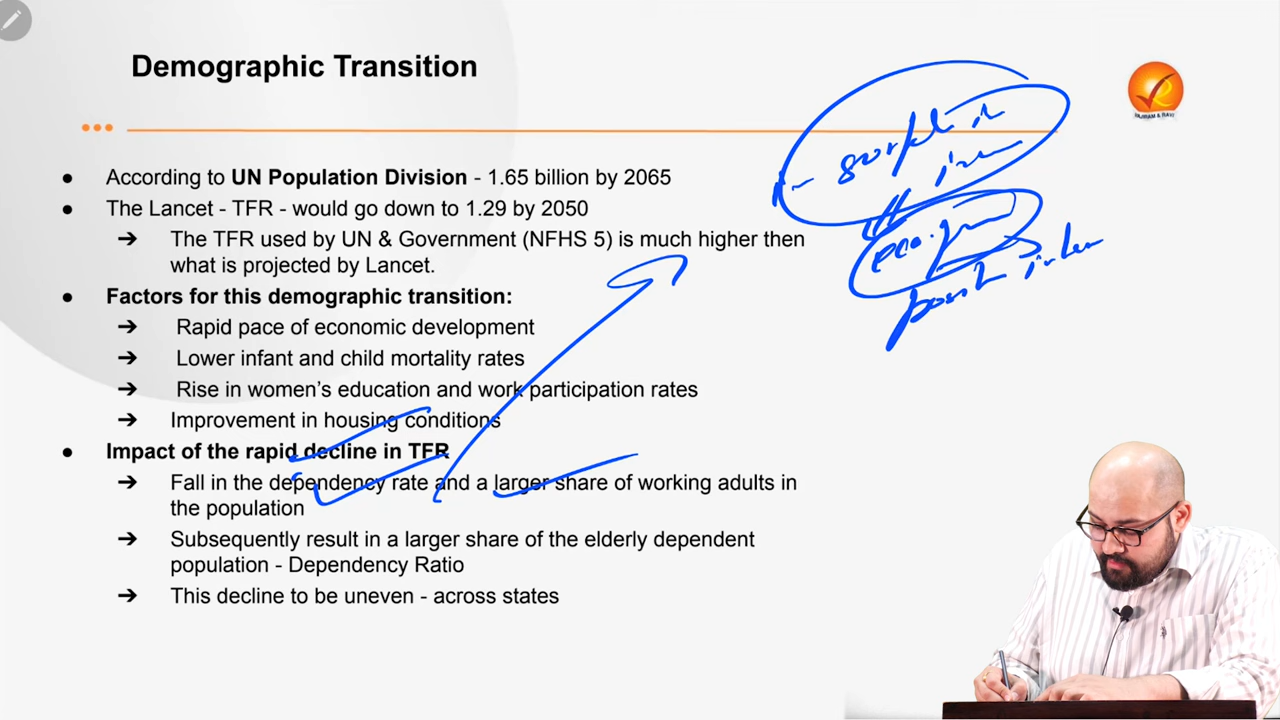 Demographic Transition
VAJIRAM & RAVI
● According to UN Population Division - 1.65 billion by 2065
● The Lancet - TFR - would go down to 1.29 by 2050
➔ The TFR used by UN & Government (NFHS 5) is much higher then
what is projected by Lancet.
● Factors for this demographic transition:
➔ Rapid pace of economic development
➔ Lower infant and child mortality rates
➔ Rise in women's education and work participation rates
➔ Improvement in housing conditions
● Impact of the rapid decline in TFR
➔ Fall in the dependency rate and a larger share of working adults in
the population
➔ Subsequently result in a larger share of the elderly dependent
population - Dependency Ratio
➔ This decline to be uneven - across states